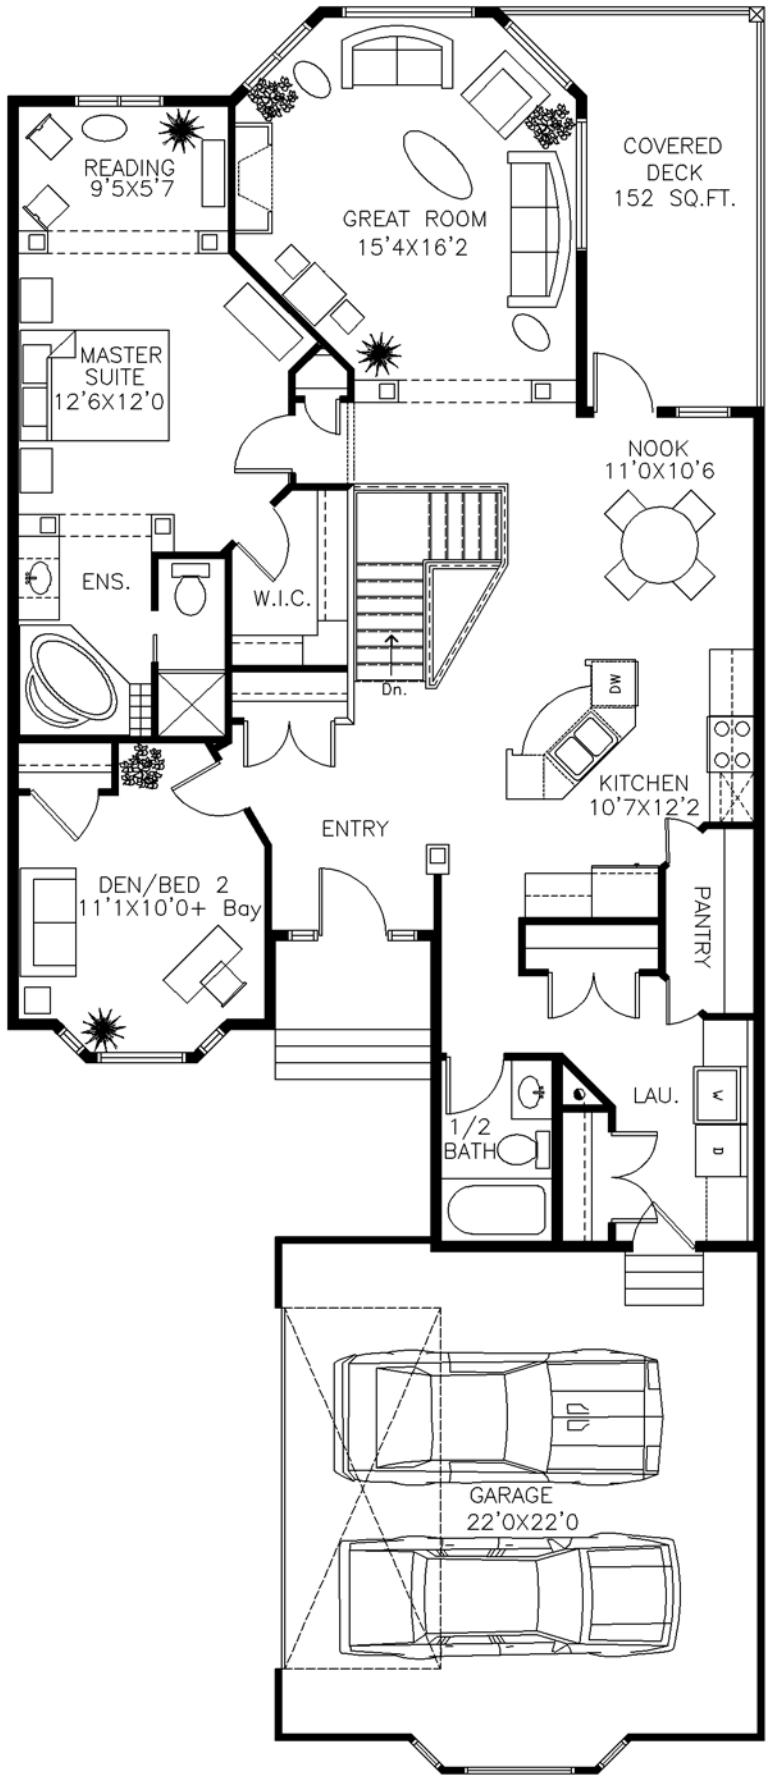 COVERED
DECK
152 SQ.FT.
READING
9'5X5'7
GREAT ROOM
15'4X16'2
MASTER
SUITE
12'6X12'0
NOOK
11'0X10'6
ENS.
W.I.C.
DW
Dn.
KITCHEN
10'7X12'2
ENTRY
DEN/BED 2
11'1X10'0+ Bay
PANTRY
LAU.
W
1/2
BATH
D
GARAGE
22'0X22'0